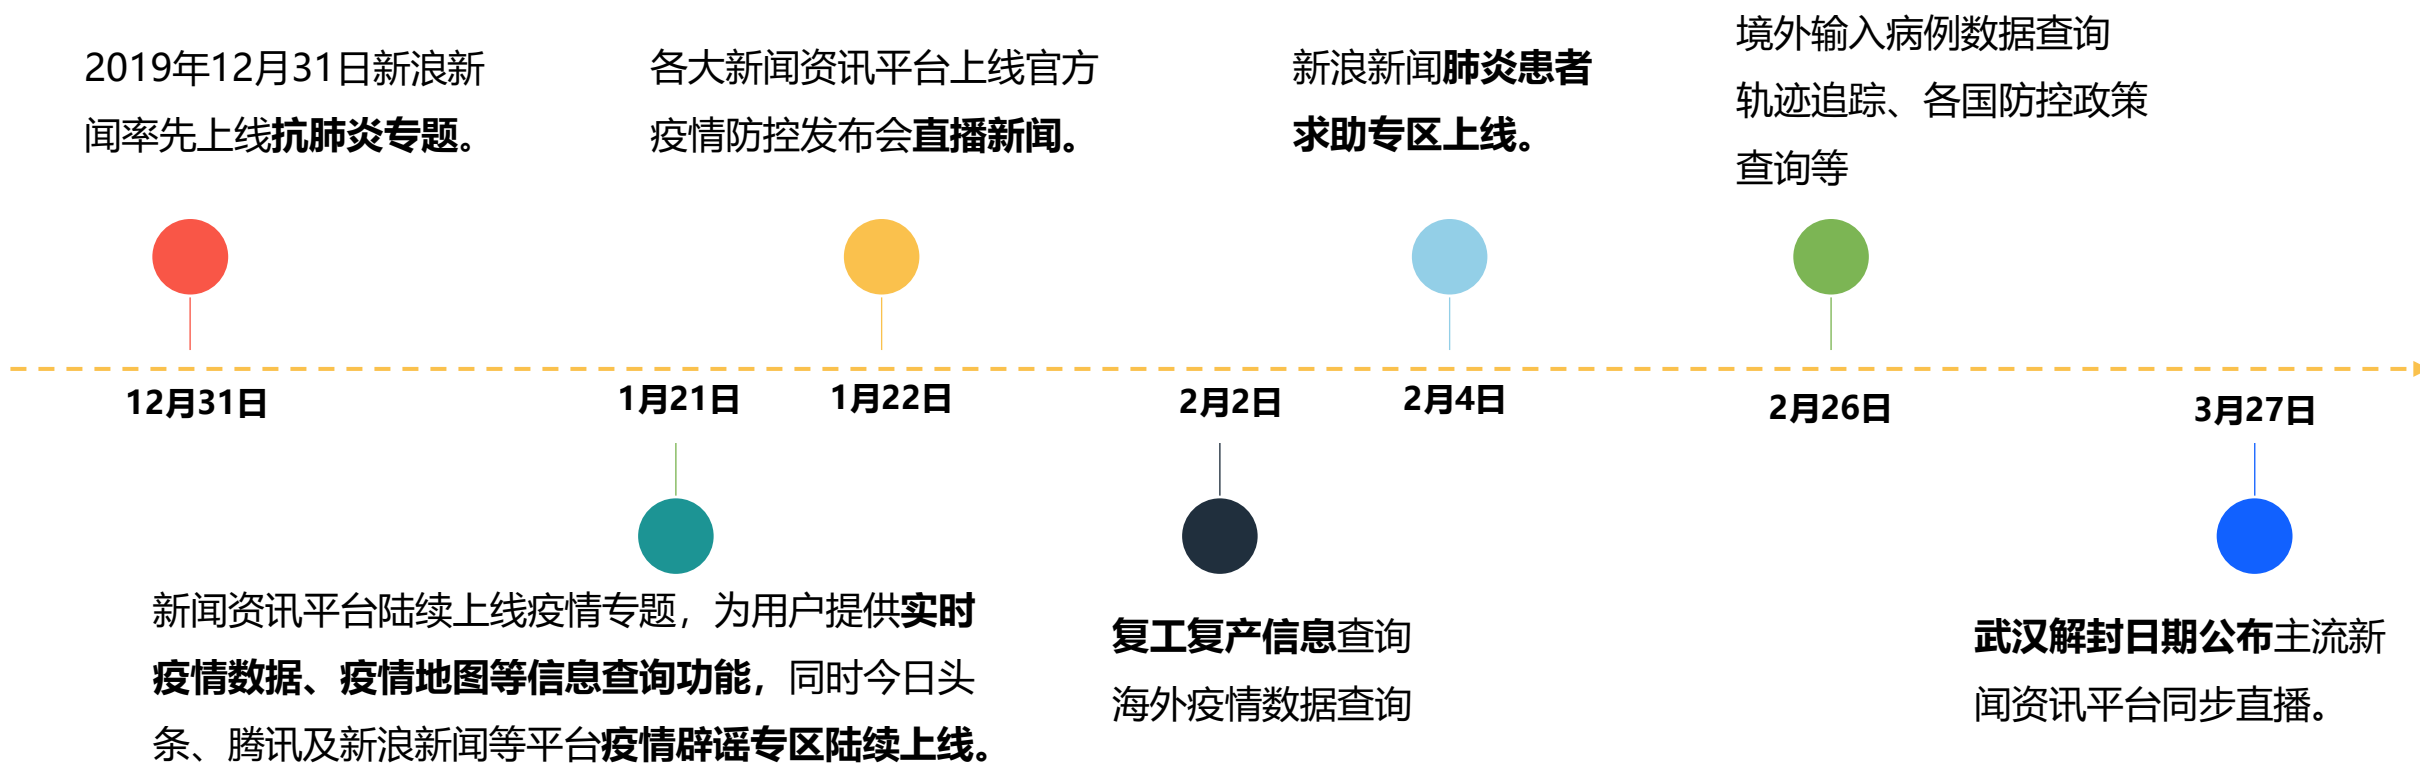 2019年12月31日新浪新
闻率先上线抗肺炎专题。
各大新闻资讯平台上线官方
疫情防控发布会直播新闻。
新浪新闻肺炎患者
求助专区上线。
境外输入病例数据查询
轨迹追踪、各国防控政策
查询等
12月31日
1月21日
1月22日
2月2日
2月4日
2月26日
3月27日
新闻资讯平台陆续上线疫情专题，为用户提供实时
疫情数据、疫情地图等信息查询功能，同时今日头
条、腾讯及新浪新闻等平台疫情辟谣专区陆续上线。
复工复产信息查询
海外疫情数据查询
武汉解封日期公布主流新
闻资讯平台同步直播。